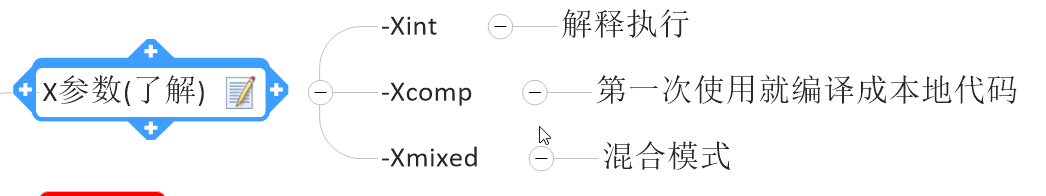 X参数(了解)
-Xint
解释执行
-Xcomp
第一次使用就编译成本地代码
-Xmixed
混合模式